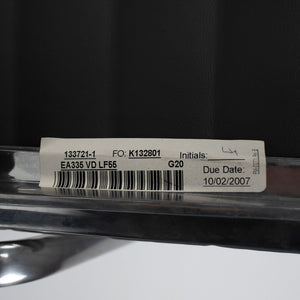 133721-1 FO: K132801 Initials:
EA335 VD LF55 G20 Due Date:
10/02/2007